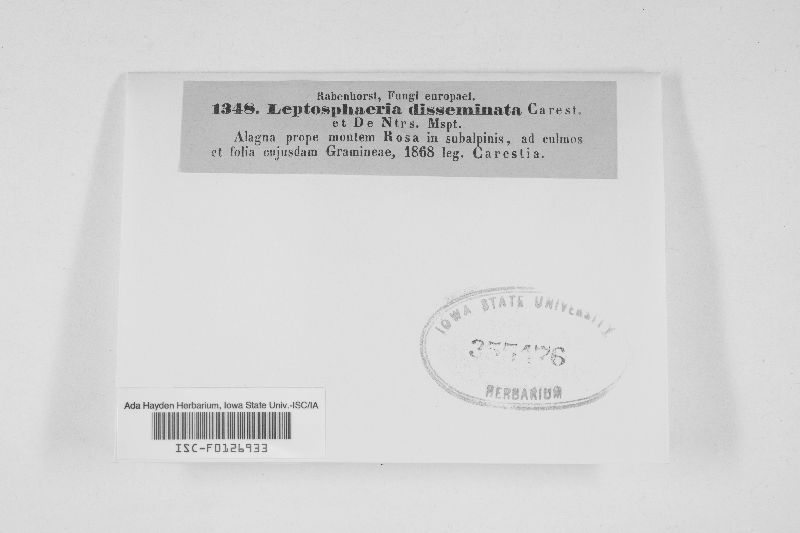 Rabenhorst, Fungi europaei.
1348. Leptosphaeria disseminata Carest.
et De Ntrs. Mspt.
Alagna prope montem Rosa in subalpinis, ad culmos
et folia cujusdam Gramineae, 1868 leg. Carestia.
IOWA STATE UNIVERSITY
355176
HERBARIUM
Ada Hayden Herbarium, Iowa State Univ.-ISC/IA
ISC-F0126933